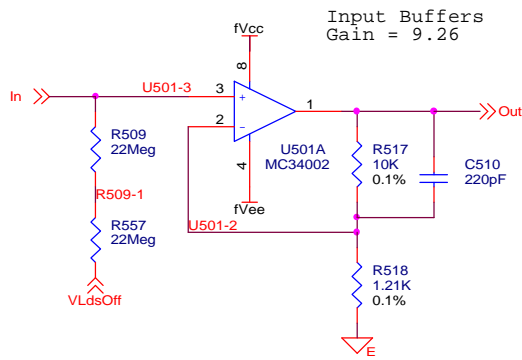 Input Buffers
Gain = 9.26
fVcc
8
In
U501-3
3
+
1
Out
2
-
U501A
MC34002
R509
22Meg
R517
10K
0.1%
C510
220pF
4
R509-1
fVee
U501-2
R557
22Meg
R518
1.21K
0.1%
VLdsOff
E